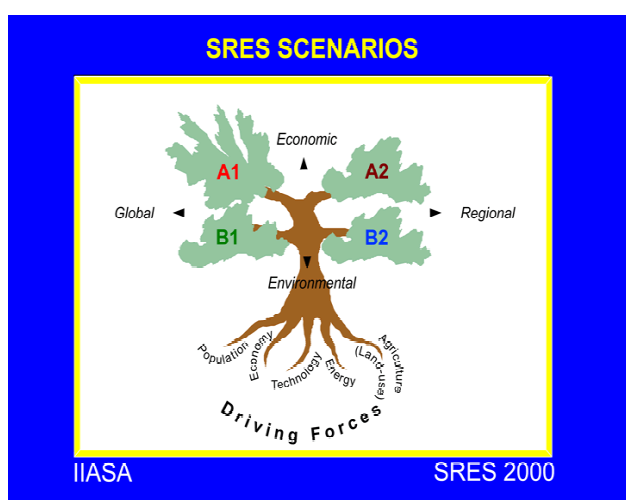 SRES SCENARIOS
Economic
A1
A2
Global
Regional
B1
B2
Environmental
Population
Economy
Technology
Energy
Agriculture
(Land-use)
Driving Forces
IIASA
SRES 2000